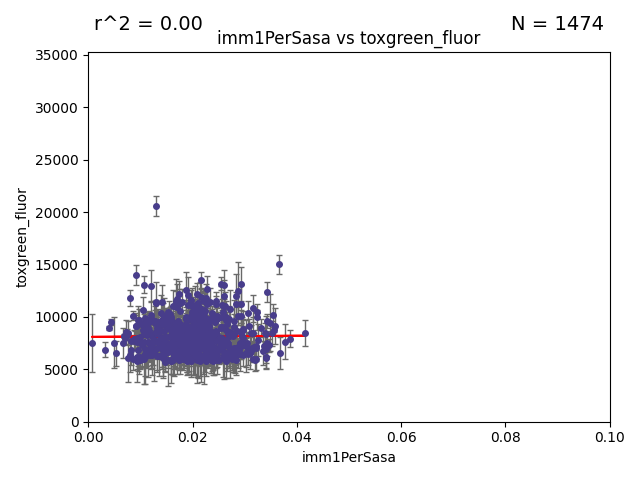 r^2 = 0.00
N = 1474
imm1PerSasa vs toxgreen_fluor
35000
30000
25000
20000
15000
10000
5000
0
toxgreen_fluor
0.00
0.02
0.04
0.06
0.08
0.10
imm1PerSasa